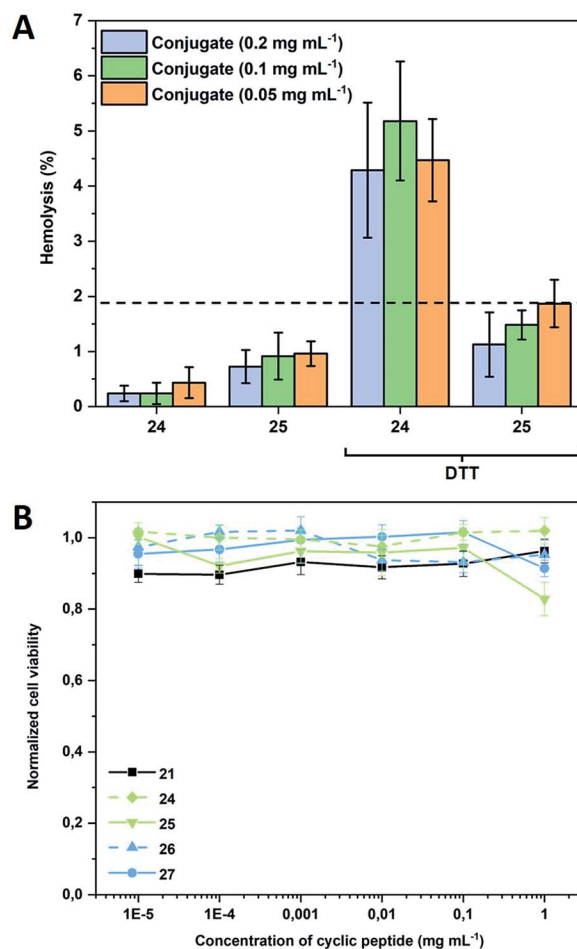 A
7
6
5
4
3
2
1
0
Hemolysis (%)
Conjugate (0.2 mg mL⁻¹)
Conjugate (0.1 mg mL⁻¹)
Conjugate (0.05 mg mL⁻¹)
24 25 24 25
DTT
B
1,0
0,8
0,6
0,4
0,2
0,0
Normalized cell viability
21
24
25
26
27
1E-5 1E-4 0,001 0,01 0,1 1
Concentration of cyclic peptide (mg mL⁻¹)